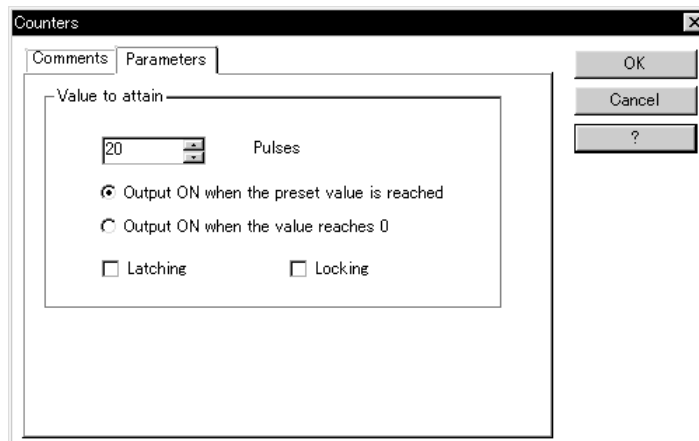 Counters
Comments Parameters
Value to attain
20 Pulses
Output ON when the preset value is reached
Output ON when the value reaches 0
Latching Locking
OK
Cancel
?